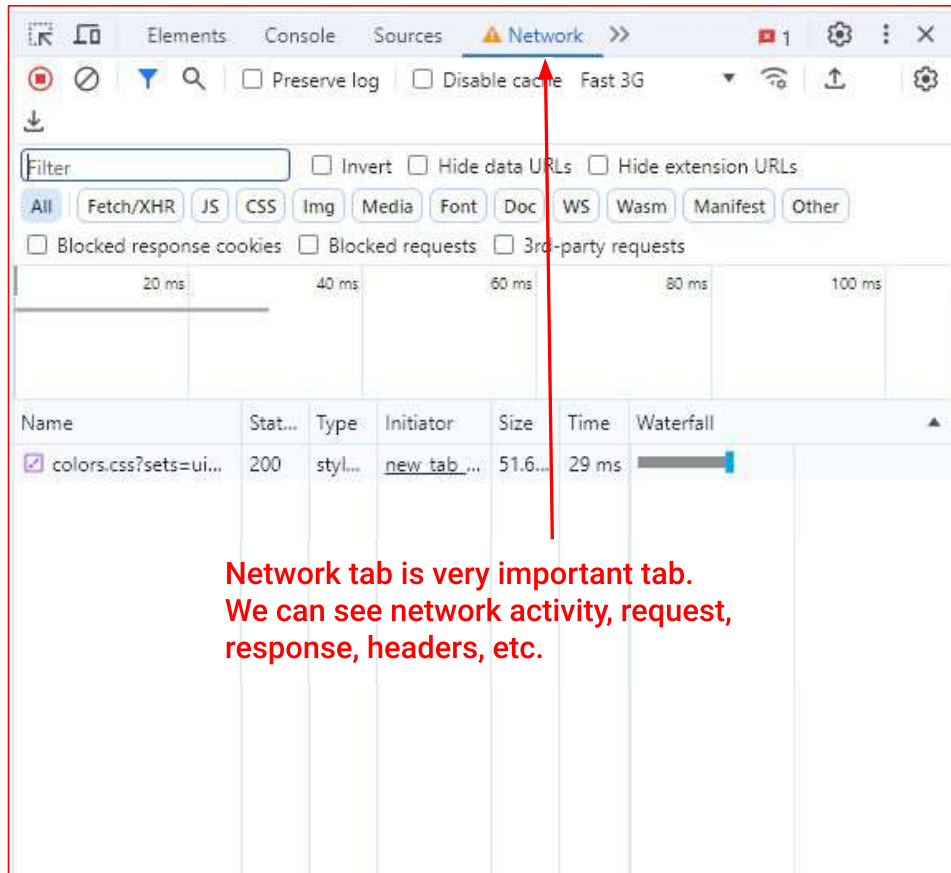 Elements Console Sources Network 1
Preserve log Disable cache Fast 3G
Filter Invert Hide data URLs Hide extension URLs
All Fetch/XHR JS CSS Img Media Font Doc WS Wasm Manifest Other
Blocked response cookies Blocked requests 3rd-party requests
20 ms 40 ms 60 ms 80 ms 100 ms
Name Stat... Type Initiator Size Time Waterfall
colors.css?sets=ui... 200 styl... new tab ... 51.6... 29 ms
Network tab is very important tab.
We can see network activity, request,
response, headers, etc.